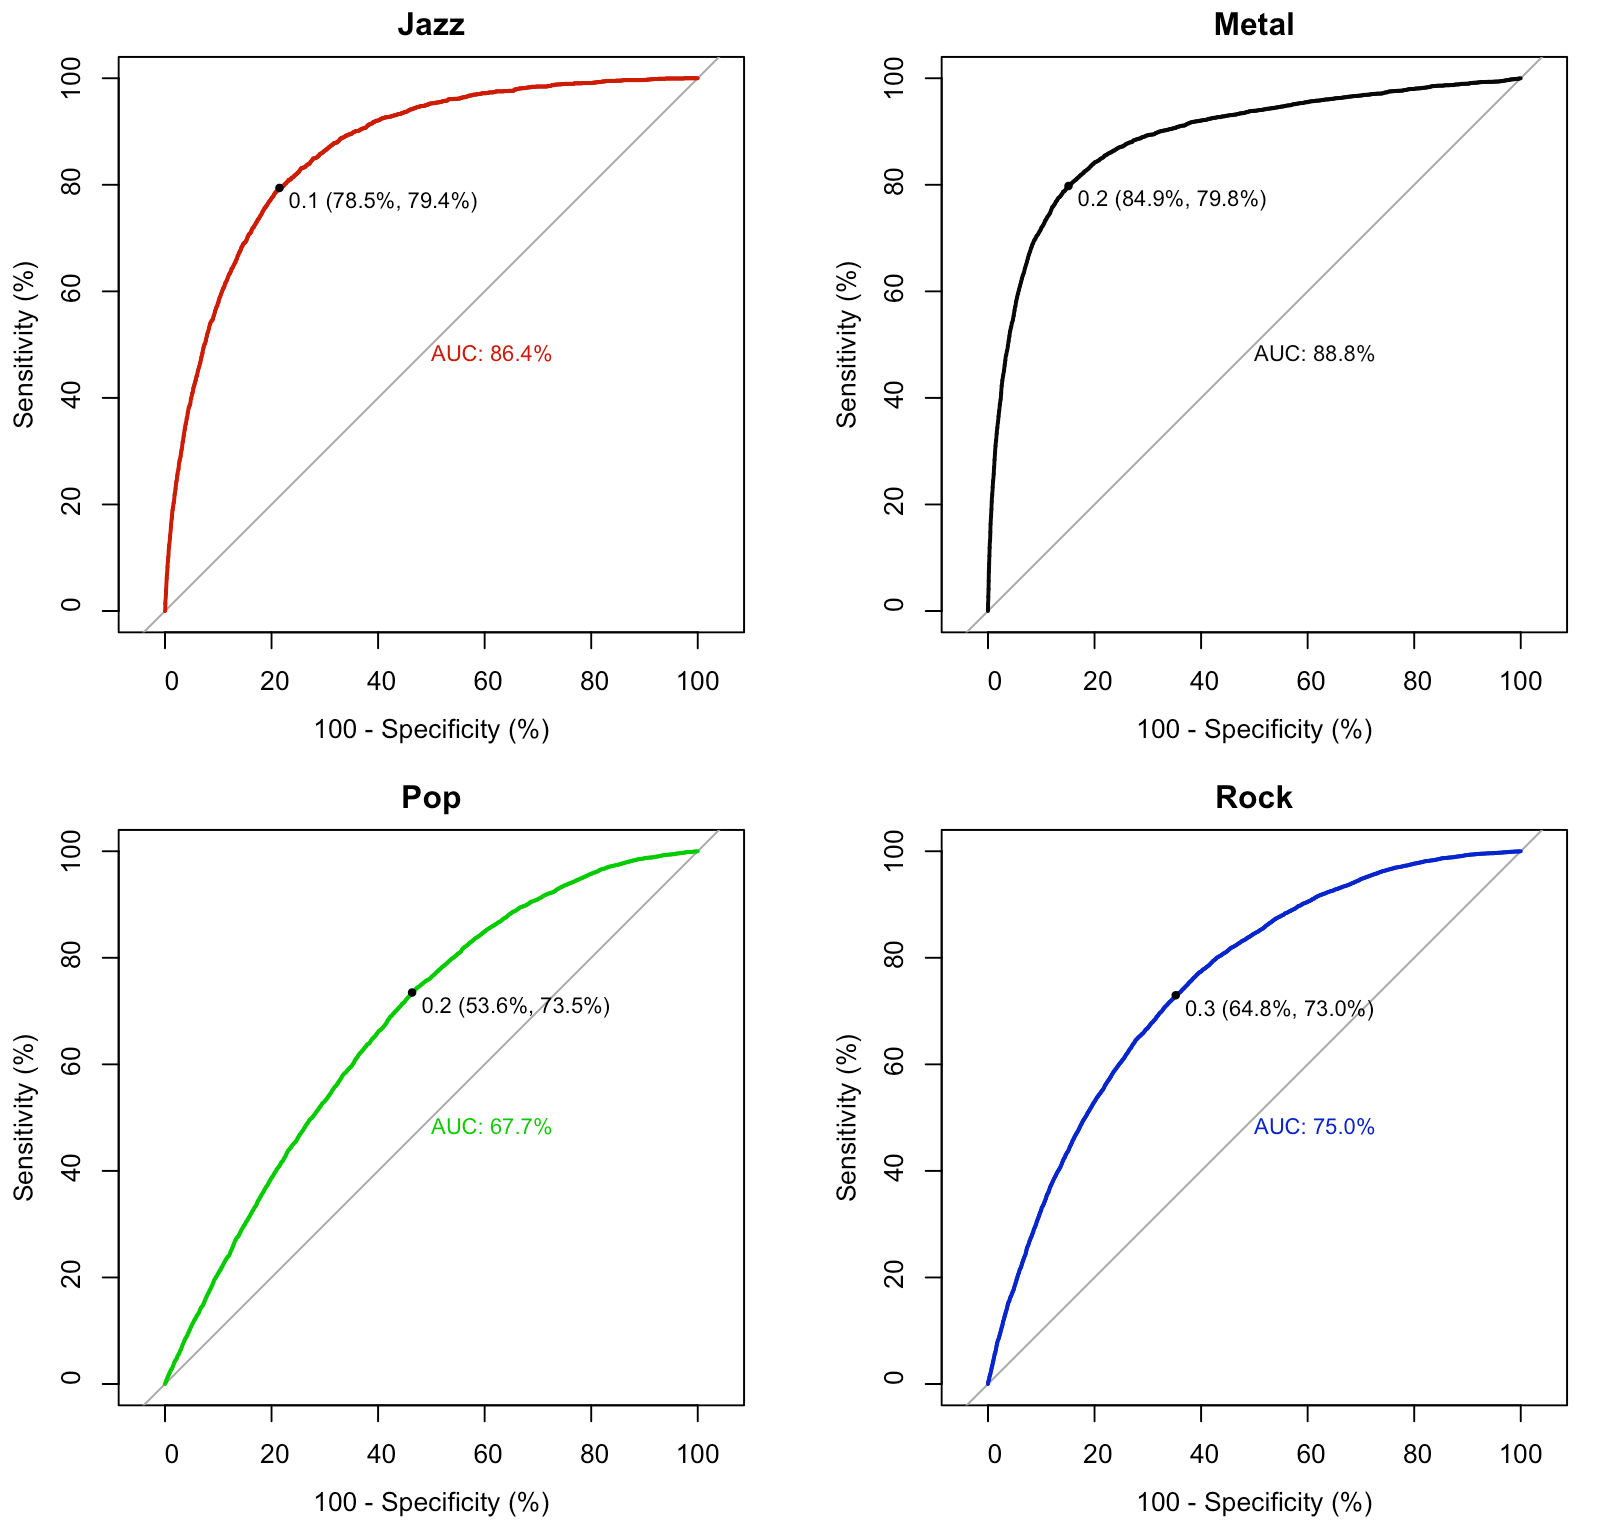 Jazz
Sensitivity (%)
100
80
60
40
20
0
0.1 (78.5%, 79.4%)
AUC: 86.4%
0 20 40 60 80 100
100 - Specificity (%)
Metal
Sensitivity (%)
100
80
60
40
20
0
0.2 (84.9%, 79.8%)
AUC: 88.8%
0 20 40 60 80 100
100 - Specificity (%)
Pop
Sensitivity (%)
100
80
60
40
20
0
0.2 (53.6%, 73.5%)
AUC: 67.7%
0 20 40 60 80 100
100 - Specificity (%)
Rock
Sensitivity (%)
100
80
60
40
20
0
0.3 (64.8%, 73.0%)
AUC: 75.0%
0 20 40 60 80 100
100 - Specificity (%)